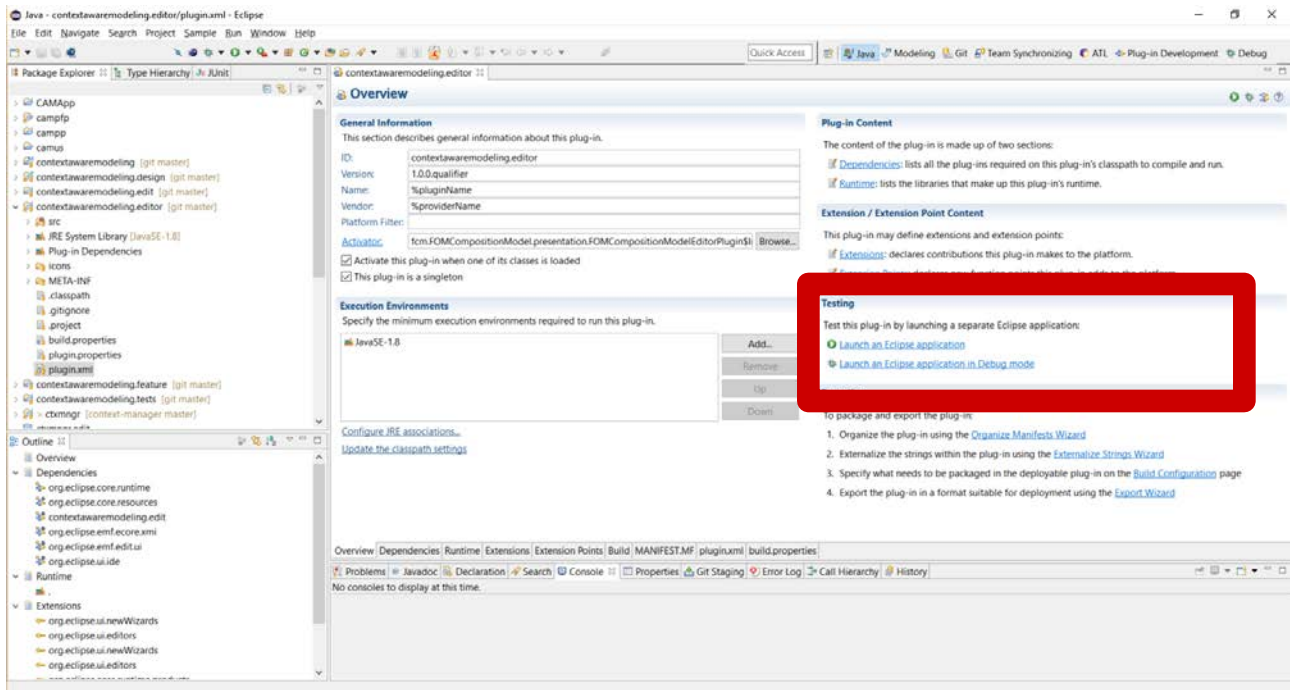 Java - contextawaremodeling.editor/plugin.xml - Eclipse
File Edit Navigate Search Project Sample Run Window Help
Quick Access
Java Modeling Git Team Synchronizing ATL Plug-in Development Debug
Package Explorer Type Hierarchy JUnit
CAMApp
campfp
campp
camus
contextawaremodeling [git master]
contextawaremodeling.design [git master]
contextawaremodeling.edit [git master]
contextawaremodeling.editor [git master]
src
JRE System Library [JavaSE-1.8]
Plug-in Dependencies
icons
META-INF
.classpath
.gitignore
.project
build.properties
plugin.properties
plugin.xml
contextawaremodeling.feature [git master]
contextawaremodeling.tests [git master]
> ctxmngr [context-manager master]
Outline
Overview
Dependencies
org.eclipse.core.runtime
org.eclipse.core.resources
contextawaremodeling.edit
org.eclipse.emf.ecore.xmi
org.eclipse.emf.edit.ui
org.eclipse.ui.ide
Runtime
.
Extensions
org.eclipse.ui.newWizards
org.eclipse.ui.editors
org.eclipse.ui.newWizards
org.eclipse.ui.editors
contextawaremodeling.editor
Overview
General Information
This section describes general information about this plug-in.
ID: contextawaremodeling.editor
Version: 1.0.0.qualifier
Name: %pluginName
Vendor: %providerName
Platform Filter:
Activator: fcm.FOMCompositionModel.presentation.FOMCompositionModelEditorPlugin$I Browse...
Activate this plug-in when one of its classes is loaded
This plug-in is a singleton
Execution Environments
Specify the minimum execution environments required to run this plug-in.
JavaSE-1.8
Add...
Remove
Up
Down
Configure JRE associations...
Update the classpath settings
Plug-in Content
The content of the plug-in is made up of two sections:
Dependencies: lists all the plug-ins required on this plug-in's classpath to compile and run.
Runtime: lists the libraries that make up this plug-in's runtime.
Extension / Extension Point Content
This plug-in may define extensions and extension points:
Extensions: declares contributions this plug-in makes to the platform.
Testing
Test this plug-in by launching a separate Eclipse application:
Launch an Eclipse application
Launch an Eclipse application in Debug mode
To package and export the plug-in:
1. Organize the plug-in using the Organize Manifests Wizard
2. Externalize the strings within the plug-in using the Externalize Strings Wizard
3. Specify what needs to be packaged in the deployable plug-in on the Build Configuration page
4. Export the plug-in in a format suitable for deployment using the Export Wizard
Overview Dependencies Runtime Extensions Extension Points Build MANIFEST.MF plugin.xml build.properties
Problems Javadoc Declaration Search Console Properties Git Staging Error Log Call Hierarchy History
No consoles to display at this time.